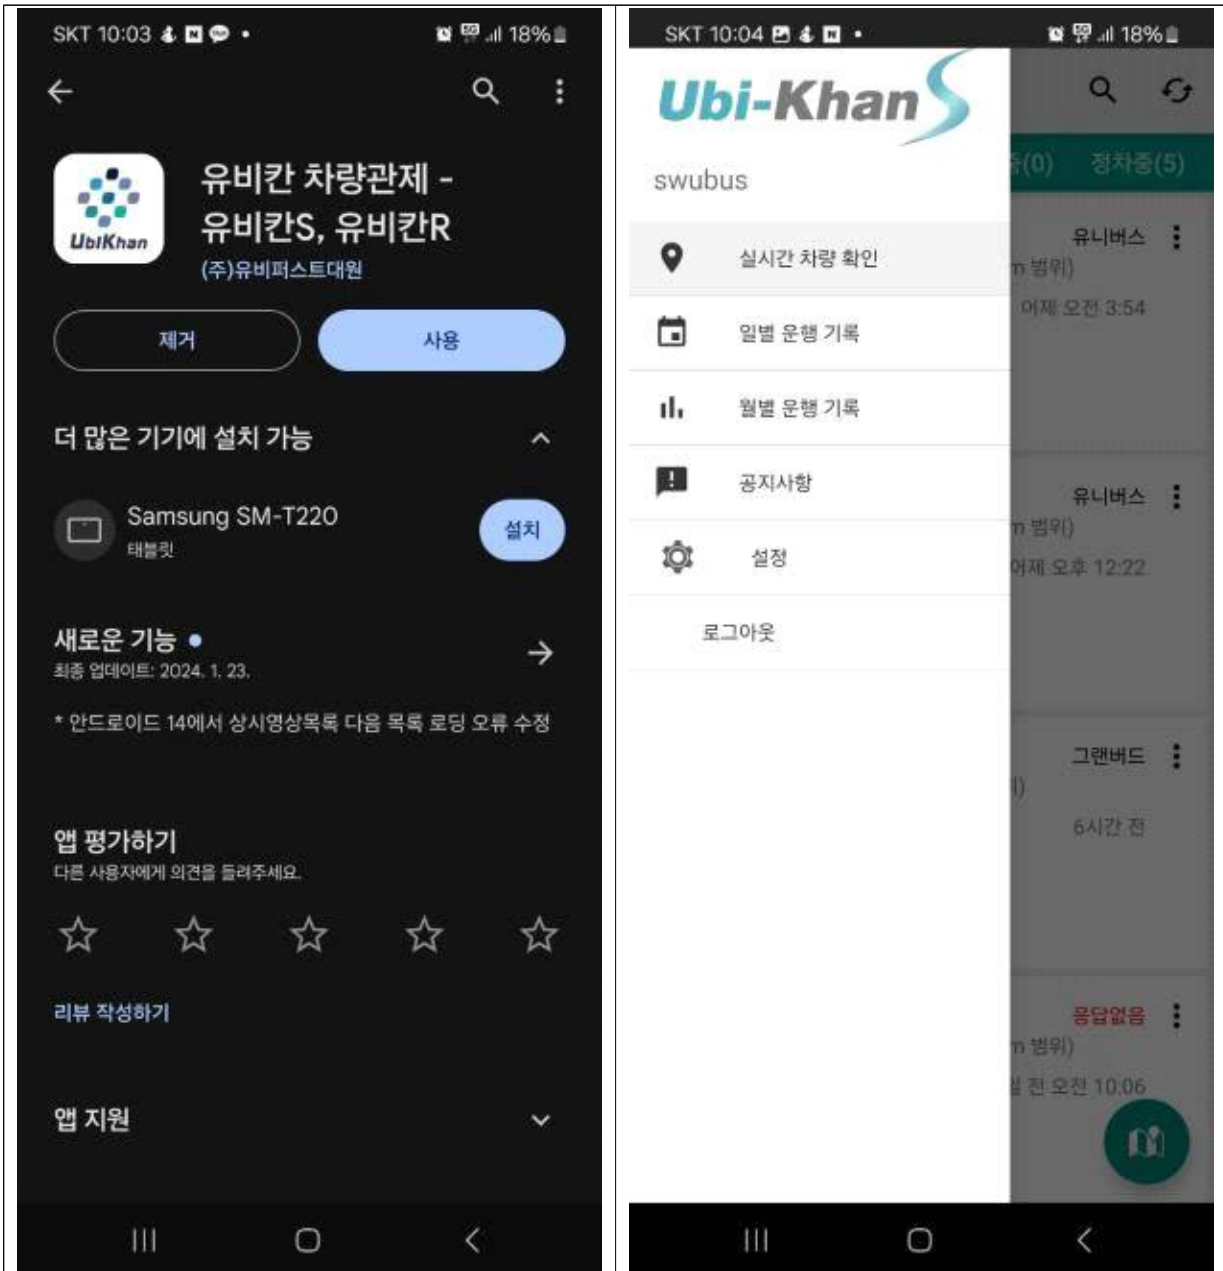 SKT 10:03
18%
UbiKhan
유비칸 차량관제 -
유비칸S, 유비칸R
(주)유비퍼스트대원
제거
사용
더 많은 기기에 설치 가능
Samsung SM-T220
태블릿
설치
새로운 기능
최종 업데이트: 2024. 1. 23.
* 안드로이드 14에서 상시영상목록 다음 목록 로딩 오류 수정
앱 평가하기
다른 사용자에게 의견을 들려주세요.
리뷰 작성하기
앱 지원
SKT 10:04
18%
Ubi-Khan S
swubus
실시간 차량 확인
일별 운행 기록
월별 운행 기록
공지사항
설정
로그아웃
(0) 정차중(5)
유니버스
m 범위)
어제 오전 3:54
유니버스
m 범위)
어제 오후 12:22
그랜버드
6시간 전
응답없음
m 범위)
일 전 오전 10:06